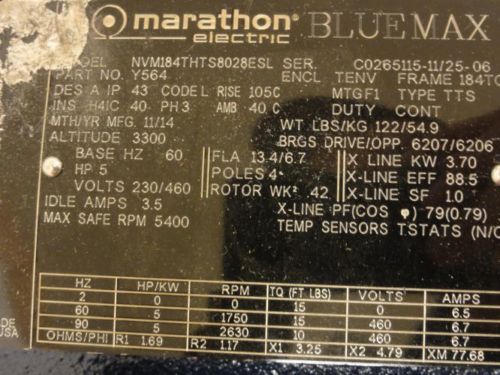 marathon electric BLUEMAX
MODEL NVM184THTS8028ESL SER. C0265115-11/25-06
PART NO. Y564 ENCL TENV FRAME 184TC
DES A IP 43 CODE L RISE 105C MTG F1 TYPE TTS
INS H4IC 40 PH 3 AMB 40 C DUTY CONT
MTH/YR MFG. 11/14 WT. LBS/KG 122/54.9
ALTITUDE 3300 BRGS DRIVE/OPP. 6207/6206
BASE HZ 60 FLA 13.4/6.7 X LINE KW 3.70
HP 5 POLES 4 X-LINE EFF 88.5
VOLTS 230/460 ROTOR WK² .42 X-LINE SF 1.0
IDLE AMPS 3.5 X-LINE PF(COS φ) 79(0.79)
MAX SAFE RPM 5400 TEMP SENSORS TSTATS (N/C
HZ HP/KW RPM TQ (FT LBS) VOLTS AMPS
2 0 0 15 0 6.5
60 5 1750 15 460 6.7
90 5 2630 10 460 6.7
OHMS/PH R1 1.69 R2 1.17 X1 3.25 X2 4.79 XM 77.68
DE
USA